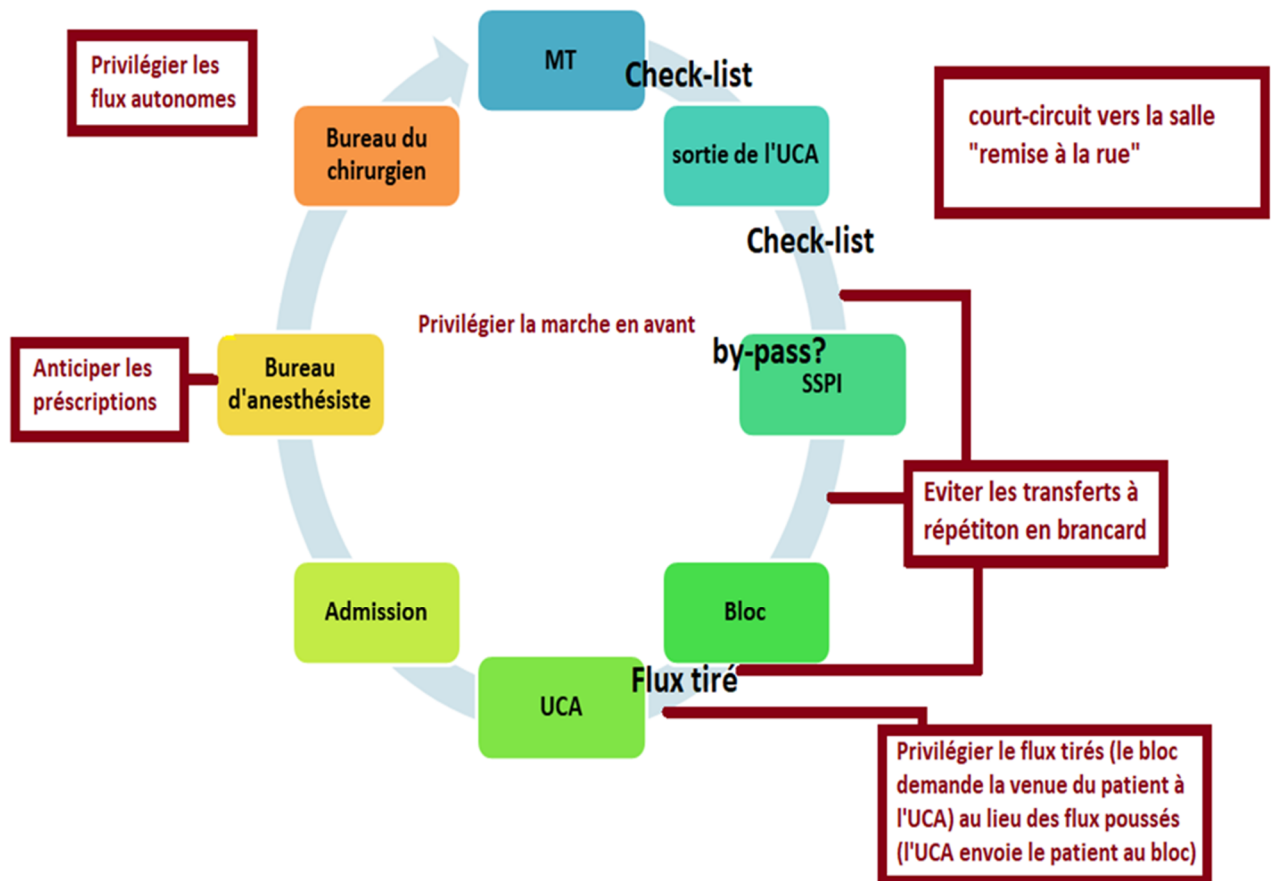 MT
Check-list
Privilégier les
flux autonomes
court-circuit vers la salle
"remise à la rue"
Bureau du
chirurgien
sortie de l'UCA
Check-list
Privilégier la marche en avant
by-pass?
SSPI
Anticiper les
préscriptions
Bureau
d'anesthésiste
Eviter les transferts à
répétiton en brancard
Admission
Bloc
Flux tiré
UCA
Privilégier le flux tirés (le bloc
demande la venue du patient à
l'UCA) au lieu des flux poussés
(l'UCA envoie le patient au bloc)